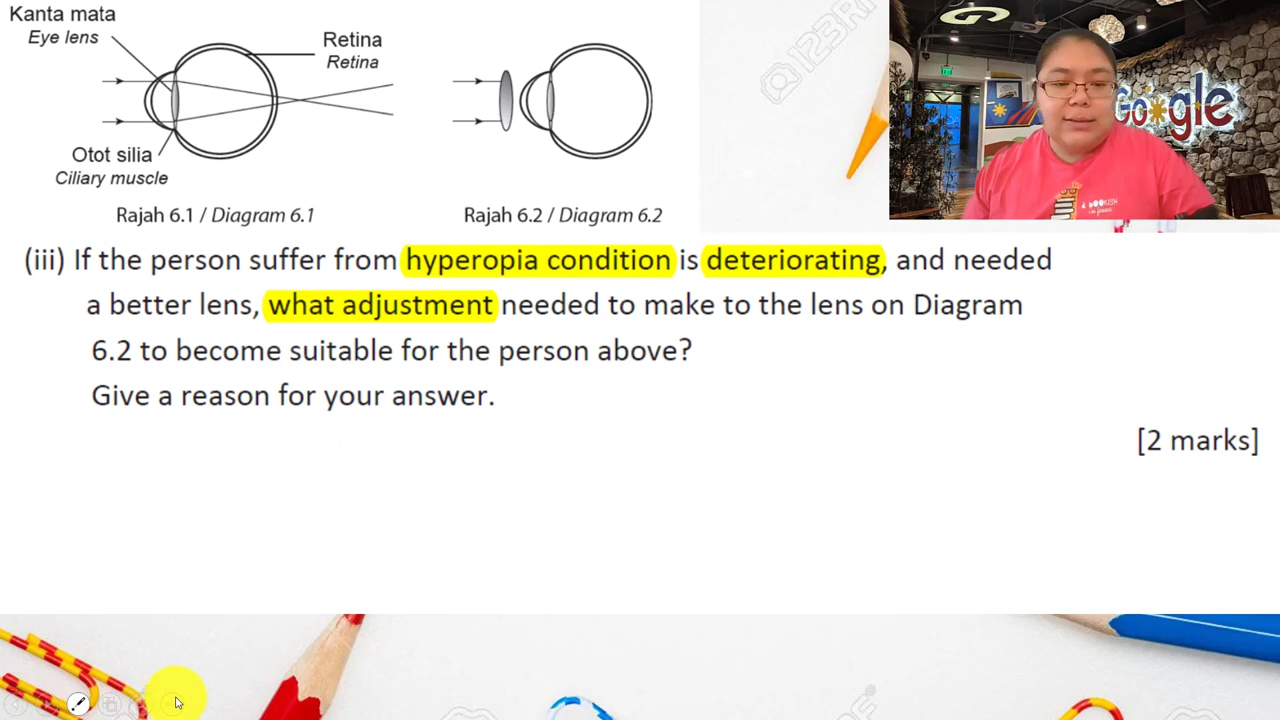 Kanta mata
Eye lens
Retina
Retina
Otot silia
Ciliary muscle
Rajah 6.1 / Diagram 6.1
Rajah 6.2 / Diagram 6.2
123RF
G
Google
A BOOKISH
(iii) If the person suffer from hyperopia condition is deteriorating, and needed
a better lens, what adjustment needed to make to the lens on Diagram
6.2 to become suitable for the person above?
Give a reason for your answer.
[2 marks]